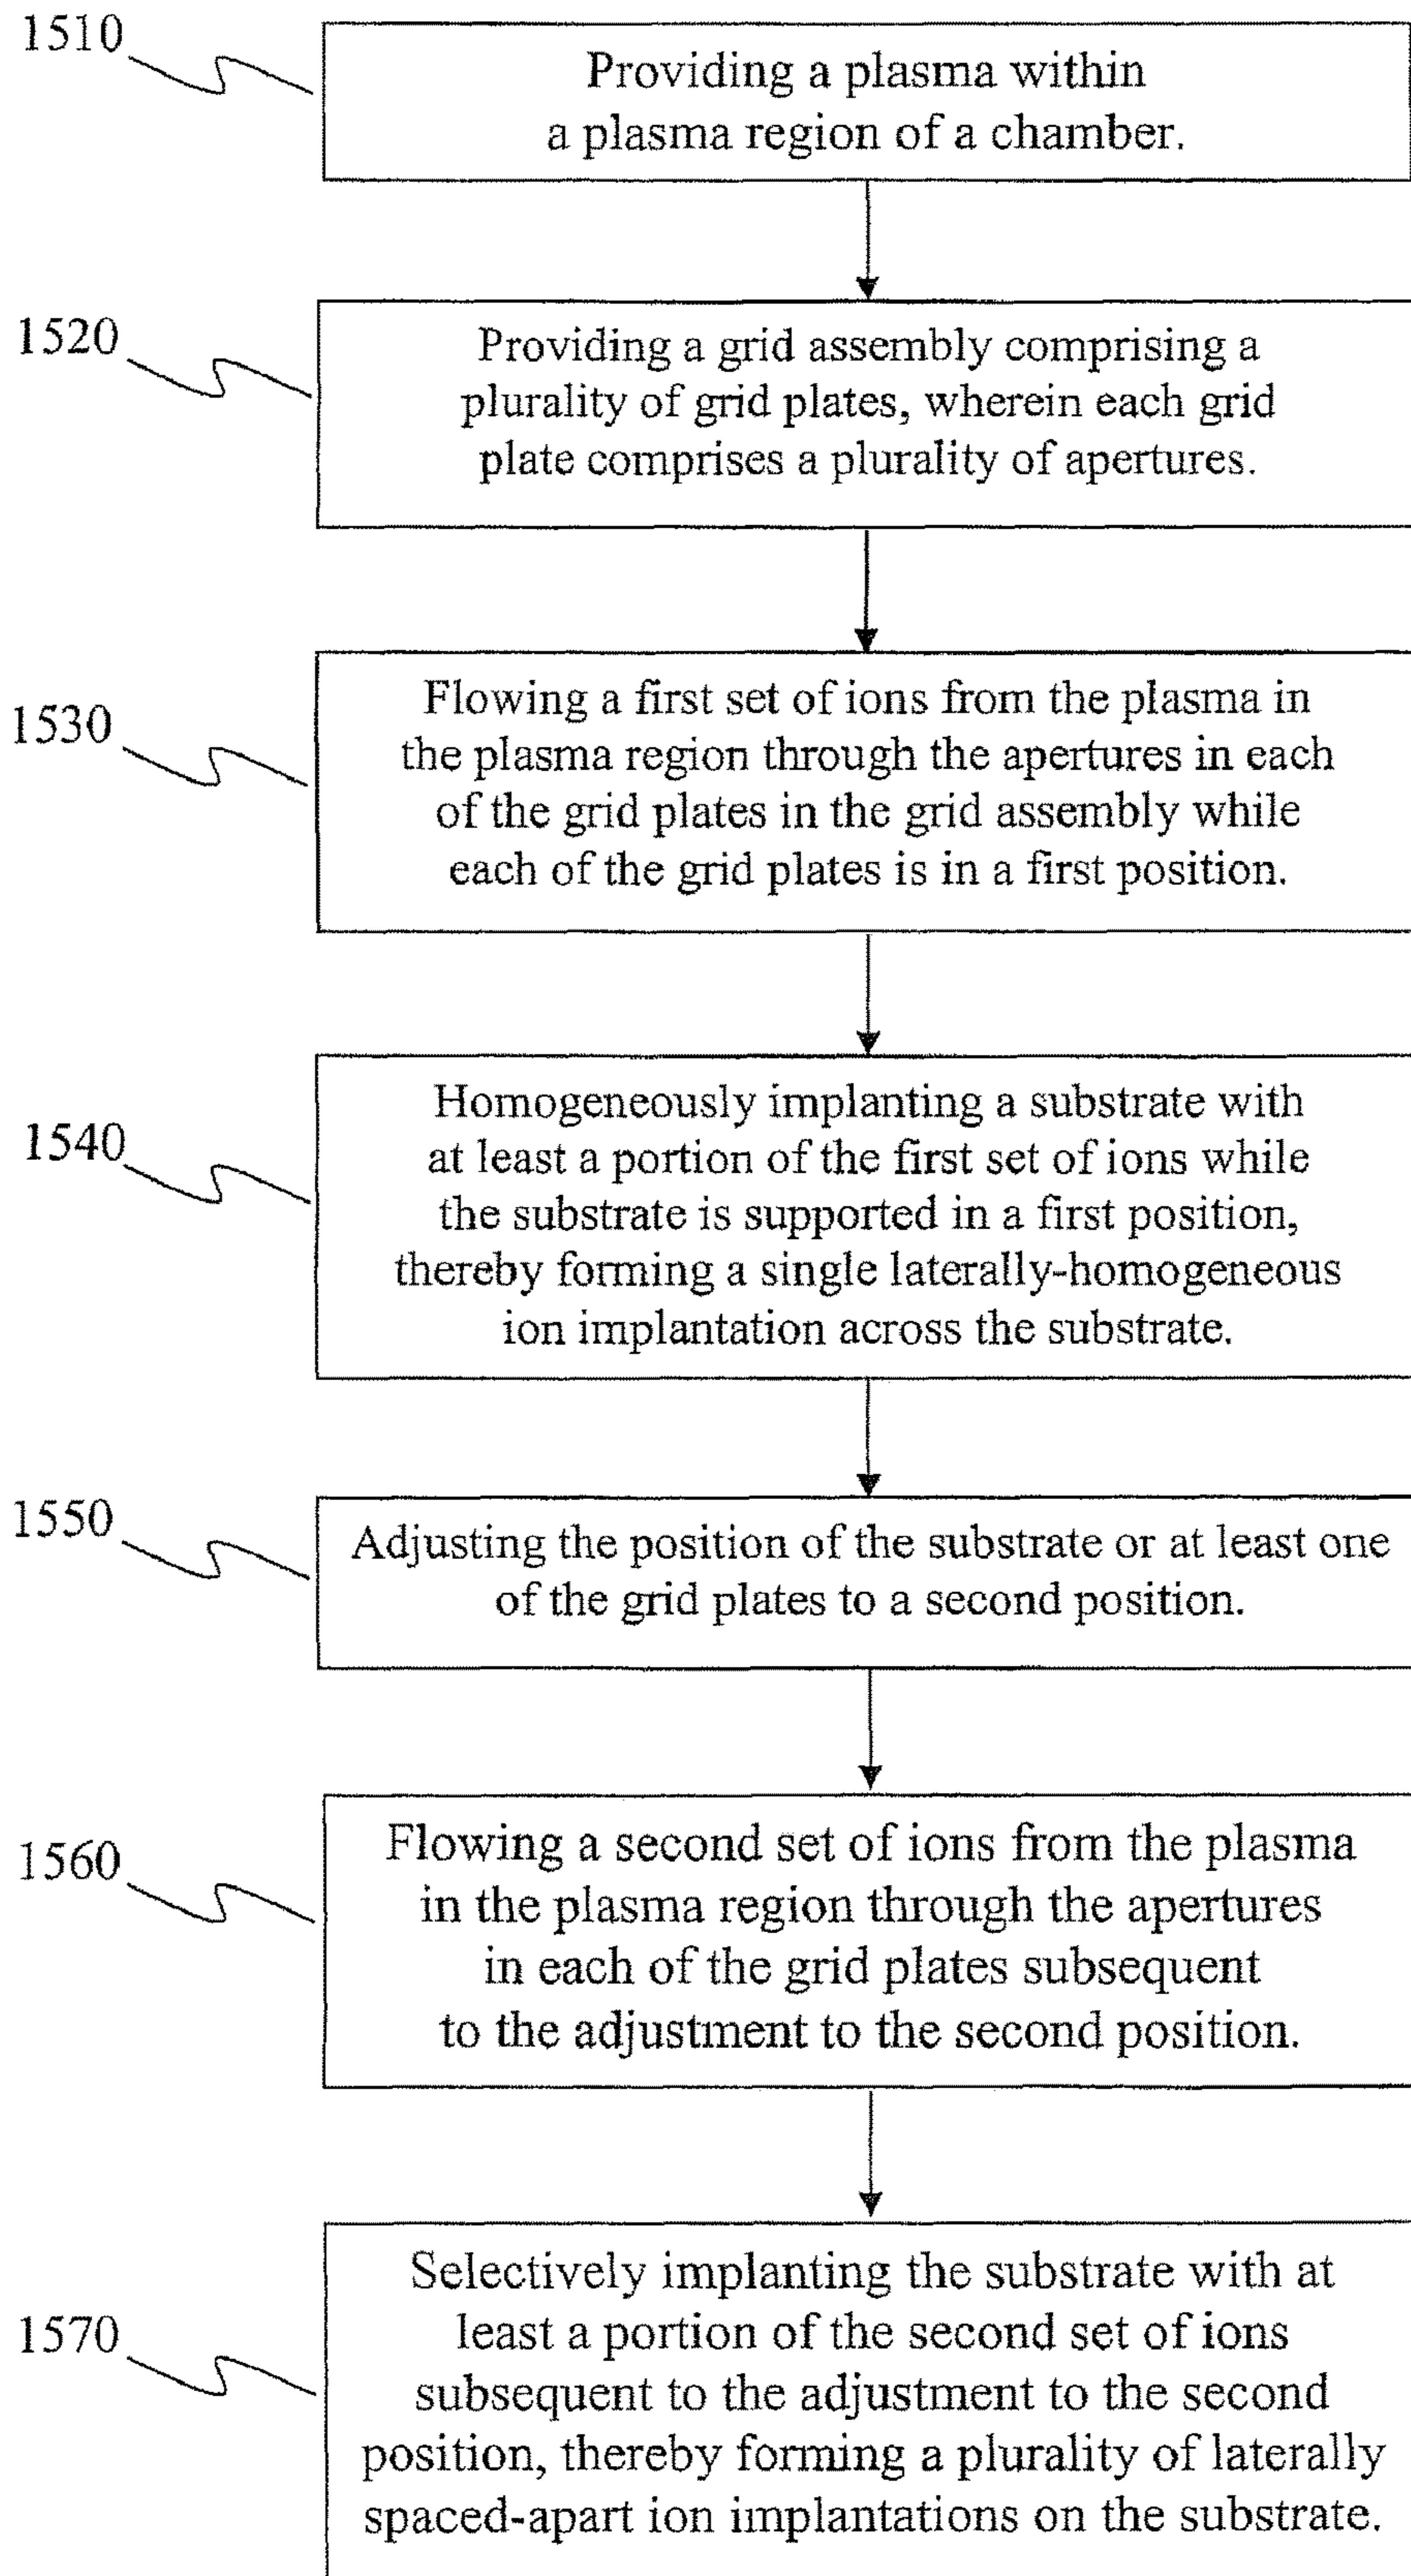 1510
Providing a plasma within
a plasma region of a chamber.
1520
Providing a grid assembly comprising a
plurality of grid plates, wherein each grid
plate comprises a plurality of apertures.
1530
Flowing a first set of ions from the plasma in
the plasma region through the apertures in each
of the grid plates in the grid assembly while
each of the grid plates is in a first position.
1540
Homogeneously implanting a substrate with
at least a portion of the first set of ions while
the substrate is supported in a first position,
thereby forming a single laterally-homogeneous
ion implantation across the substrate.
1550
Adjusting the position of the substrate or at least one
of the grid plates to a second position.
1560
Flowing a second set of ions from the plasma
in the plasma region through the apertures
in each of the grid plates subsequent
to the adjustment to the second position.
1570
Selectively implanting the substrate with at
least a portion of the second set of ions
subsequent to the adjustment to the second
position, thereby forming a plurality of laterally
spaced-apart ion implantations on the substrate.